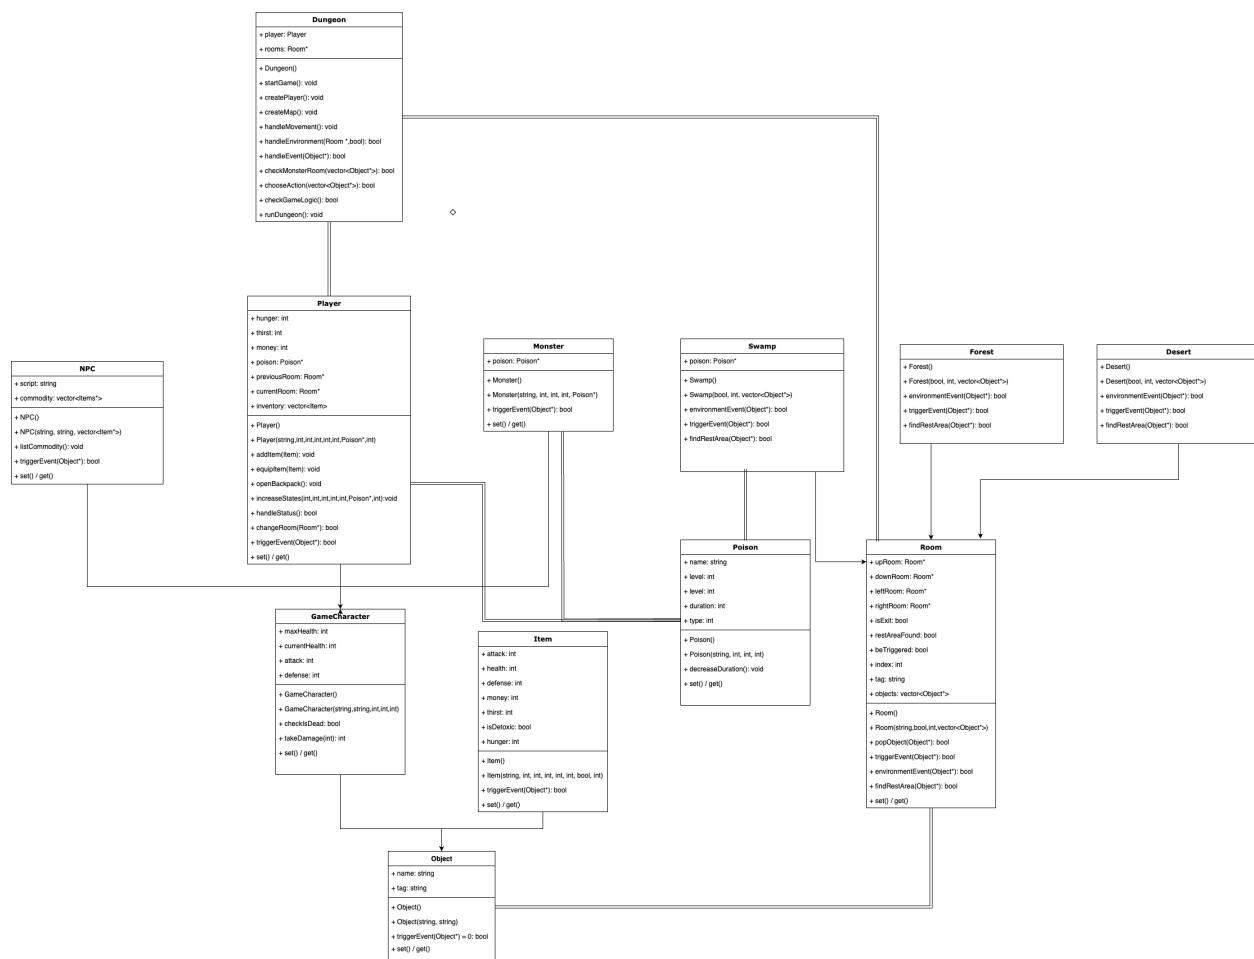 Dungeon
+ player: Player
+ rooms: Room*
+ Dungeon()
+ startGame(): void
+ createPlayer(): void
+ createMap(): void
+ handleMovement(): void
+ handleEnvironment(Room *,bool): bool
+ handleEvent(Object*): bool
+ checkMonsterRoom(vector<Object*>): bool
+ chooseAction(vector<Object*>): bool
+ checkGameLogic(): bool
+ runDungeon(): void
Player
+ hunger: int
+ thirst: int
+ money: int
+ poison: Poison*
+ previousRoom: Room*
+ currentRoom: Room*
+ inventory: vector<Item>
+ Player()
+ Player(string,int,int,int,int,int,Poison*,int)
+ addItem(Item): void
+ equipItem(Item): void
+ openBackpack(): void
+ increaseStates(int,int,int,int,int,Poison*,int):void
+ handleStatus(): bool
+ changeRoom(Room*): bool
+ triggerEvent(Object*): bool
+ set() / get()
NPC
+ script: string
+ commodity: vector<Items*>
+ NPC()
+ NPC(string, string, vector<Item*>)
+ listCommodity(): void
+ triggerEvent(Object*): bool
+ set() / get()
Monster
+ poison: Poison*
+ Monster()
+ Monster(string, int, int, int, Poison*)
+ triggerEvent(Object*): bool
+ set() / get()
Swamp
+ poison: Poison*
+ Swamp()
+ Swamp(bool, int, vector<Object*>)
+ environmentEvent(Object*): bool
+ triggerEvent(Object*): bool
+ findRestArea(Object*): bool
Forest
+ Forest()
+ Forest(bool, int, vector<Object*>)
+ environmentEvent(Object*): bool
+ triggerEvent(Object*): bool
+ findRestArea(Object*): bool
Desert
+ Desert()
+ Desert(bool, int, vector<Object*>)
+ environmentEvent(Object*): bool
+ triggerEvent(Object*): bool
+ findRestArea(Object*): bool
Poison
+ name: string
+ level: int
+ level: int
+ duration: int
+ type: int
+ Poison()
+ Poison(string, int, int, int)
+ decreaseDuration(): void
+ set() / get()
Room
+ upRoom: Room*
+ downRoom: Room*
+ leftRoom: Room*
+ rightRoom: Room*
+ isExit: bool
+ restAreaFound: bool
+ beTriggered: bool
+ index: int
+ tag: string
+ objects: vector<Object*>
+ Room()
+ Room(string,bool,int,vector<Object*>)
+ popObject(Object*): bool
+ triggerEvent(Object*): bool
+ environmentEvent(Object*): bool
+ findRestArea(Object*): bool
+ set() / get()
GameCharacter
+ maxHealth: int
+ currentHealth: int
+ attack: int
+ defense: int
+ GameCharacter()
+ GameCharacter(string,string,int,int,int)
+ checkIsDead: bool
+ takeDamage(int): int
+ set() / get()
Item
+ attack: int
+ health: int
+ defense: int
+ money: int
+ thirst: int
+ isDetoxic: bool
+ hunger: int
+ Item()
+ Item(string, int, int, int, int, int, bool, int)
+ triggerEvent(Object*): bool
+ set() / get()
Object
+ name: string
+ tag: string
+ Object()
+ Object(string, string)
+ triggerEvent(Object*) = 0: bool
+ set() / get()